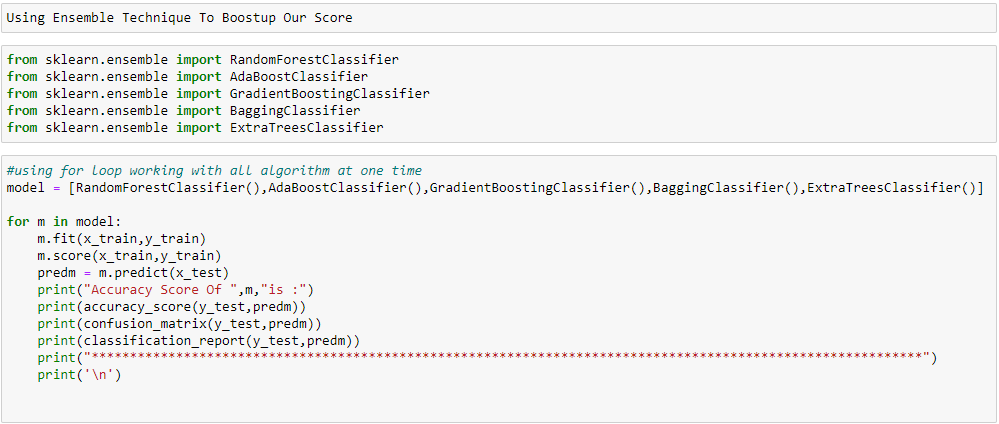 Using Ensemble Technique To Boostup Our Score
from sklearn.ensemble import RandomForestClassifier
from sklearn.ensemble import AdaBoostClassifier
from sklearn.ensemble import GradientBoostingClassifier
from sklearn.ensemble import BaggingClassifier
from sklearn.ensemble import ExtraTreesClassifier
#using for loop working with all algorithm at one time
model = [RandomForestClassifier(),AdaBoostClassifier(),GradientBoostingClassifier(),BaggingClassifier(),ExtraTreesClassifier()]
for m in model:
    m.fit(x_train,y_train)
    m.score(x_train,y_train)
    predm = m.predict(x_test)
    print("Accuracy Score Of ",m,"is :")
    print(accuracy_score(y_test,predm))
    print(confusion_matrix(y_test,predm))
    print(classification_report(y_test,predm))
    print("************************************************************************************************************")
    print('\n')